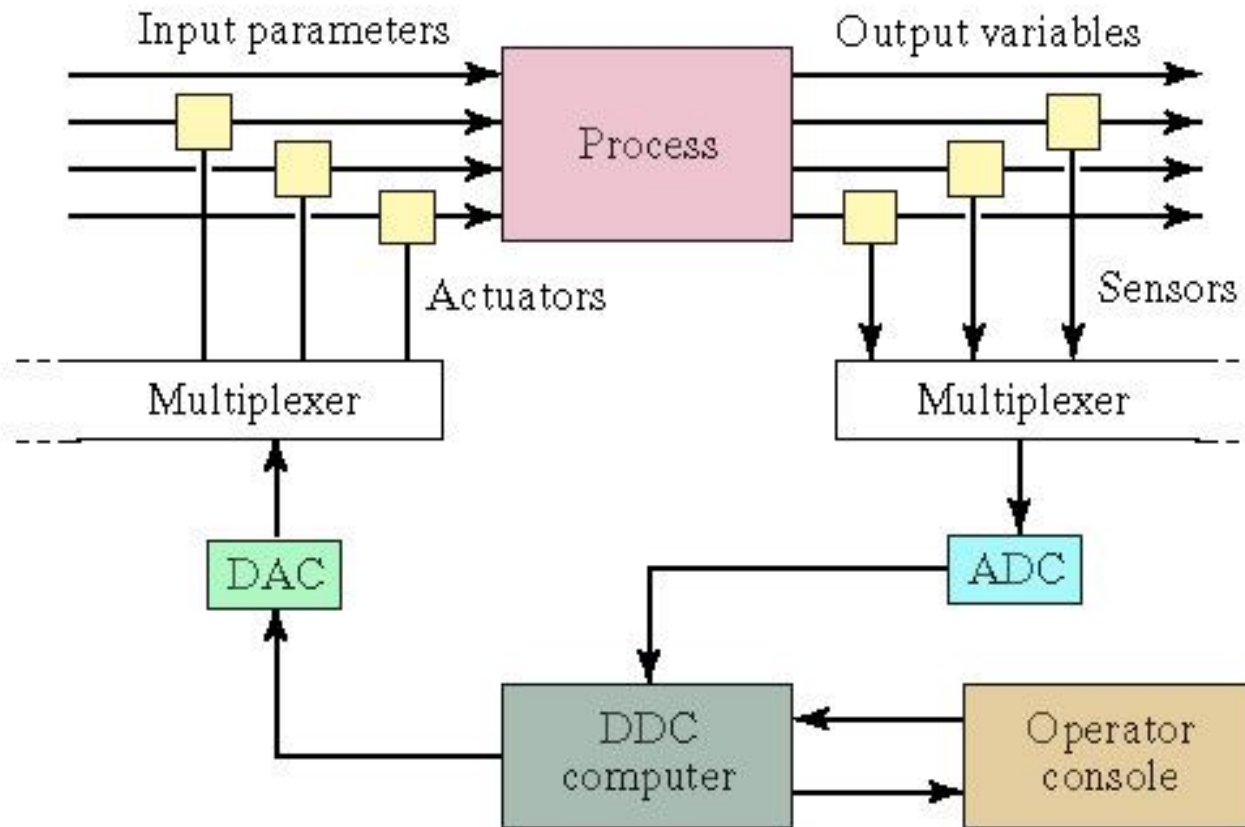 Input parameters
Output variables
Process
Actuators
Sensors
Multiplexer
Multiplexer
DAC
ADC
DDC
computer
Operator
console